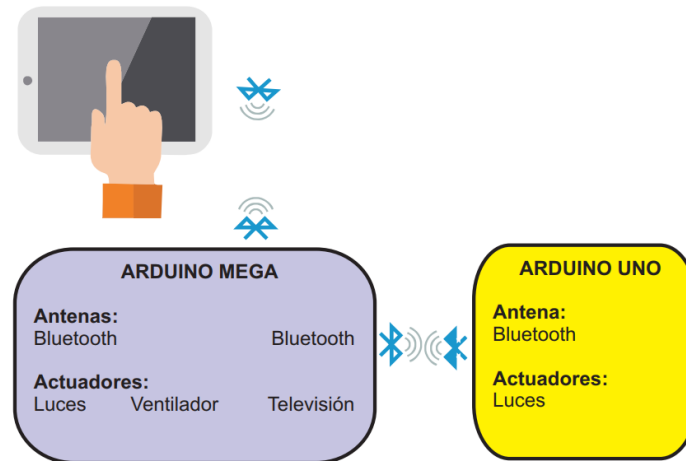 ARDUINO MEGA
Antenas:
Bluetooth Bluetooth
Actuadores:
Luces Ventilador Televisión
ARDUINO UNO
Antena:
Bluetooth
Actuadores:
Luces